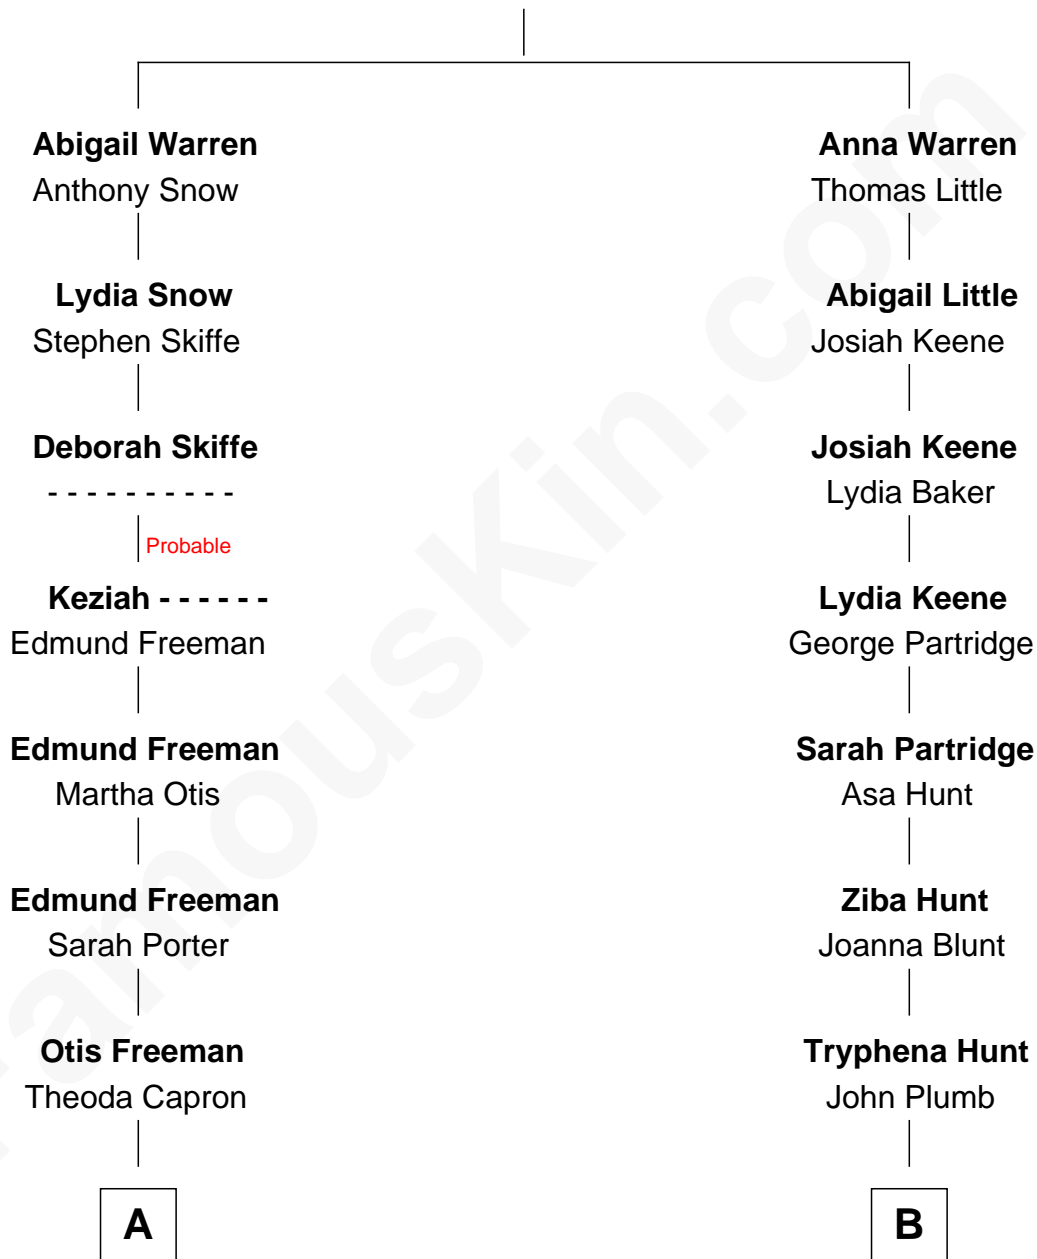 Abigail Warren
Anthony Snow
Lydia Snow
Stephen Skiffe
Deborah Skiffe
- - - - - - - - - -
Probable
Keziah - - - - - -
Edmund Freeman
Edmund Freeman
Martha Otis
Edmund Freeman
Sarah Porter
Otis Freeman
Theoda Capron
A
Anna Warren
Thomas Little
Abigail Little
Josiah Keene
Josiah Keene
Lydia Baker
Lydia Keene
George Partridge
Sarah Partridge
Asa Hunt
Ziba Hunt
Joanna Blunt
Tryphena Hunt
John Plumb
B
FamousKin.com